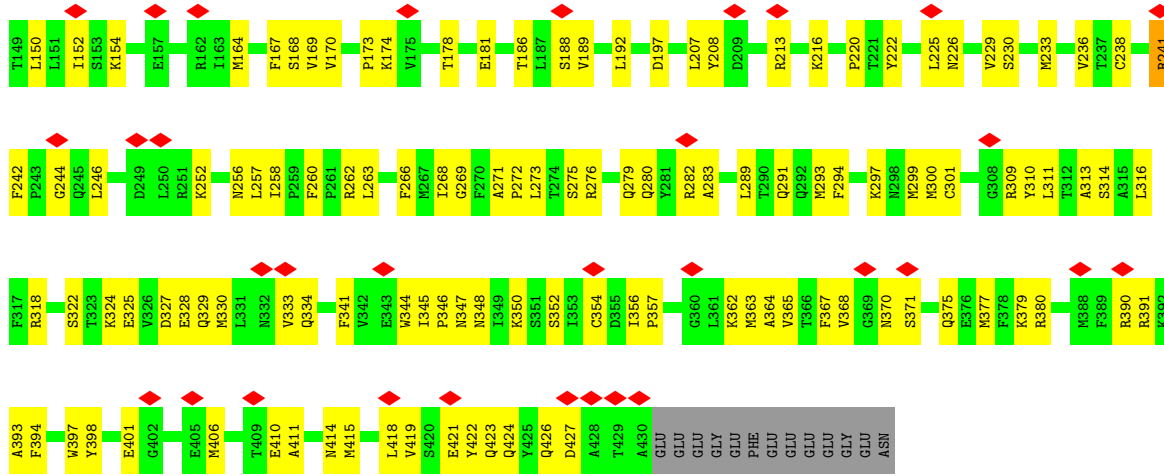 T149 L150 L151 I152 S153 K154 E157 R162 I163 M164 F167 S168 V169 V170 P173 K174 V175 T178 E181 T186 L187 S188 V189 L192 D197 L207 Y208 D209 R213 K216 P220 T221 Y222 L225 N226 V229 S230 M233 V236 T237 C238 R241
F242 P243 G244 Q245 L246 D249 L250 R251 K252 N256 L257 I258 P259 F260 P261 R262 L263 F266 M267 I268 G269 F270 A271 P272 L273 T274 S275 R276 Q279 Q280 Y281 R282 A283 L289 T290 Q291 Q292 M293 F294 K297 N298 M299 M300 C301 G308 R309 Y310 L311 T312 A313 S314 A315 L316
F317 R318 S322 T323 K324 E325 V326 D327 E328 Q329 M330 L331 N332 V333 Q334 F341 V342 E343 W344 I345 P346 N347 N348 I349 K350 S351 S352 I353 C354 D355 I356 P357 G360 L361 K362 M363 A364 V365 T366 F367 V368 G369 N370 S371 Q375 E376 M377 F378 K379 R380 M388 F389 R390 R391 K392
A393 F394 W397 Y398 E401 G402 E405 M406 T409 E410 A411 N414 M415 L418 V419 S420 E421 Y422 Q423 Q424 Y425 Q426 D427 A428 T429 A430 GLU GLU GLU GLY GLU PHE GLU GLU GLU GLU GLY GLU ASN